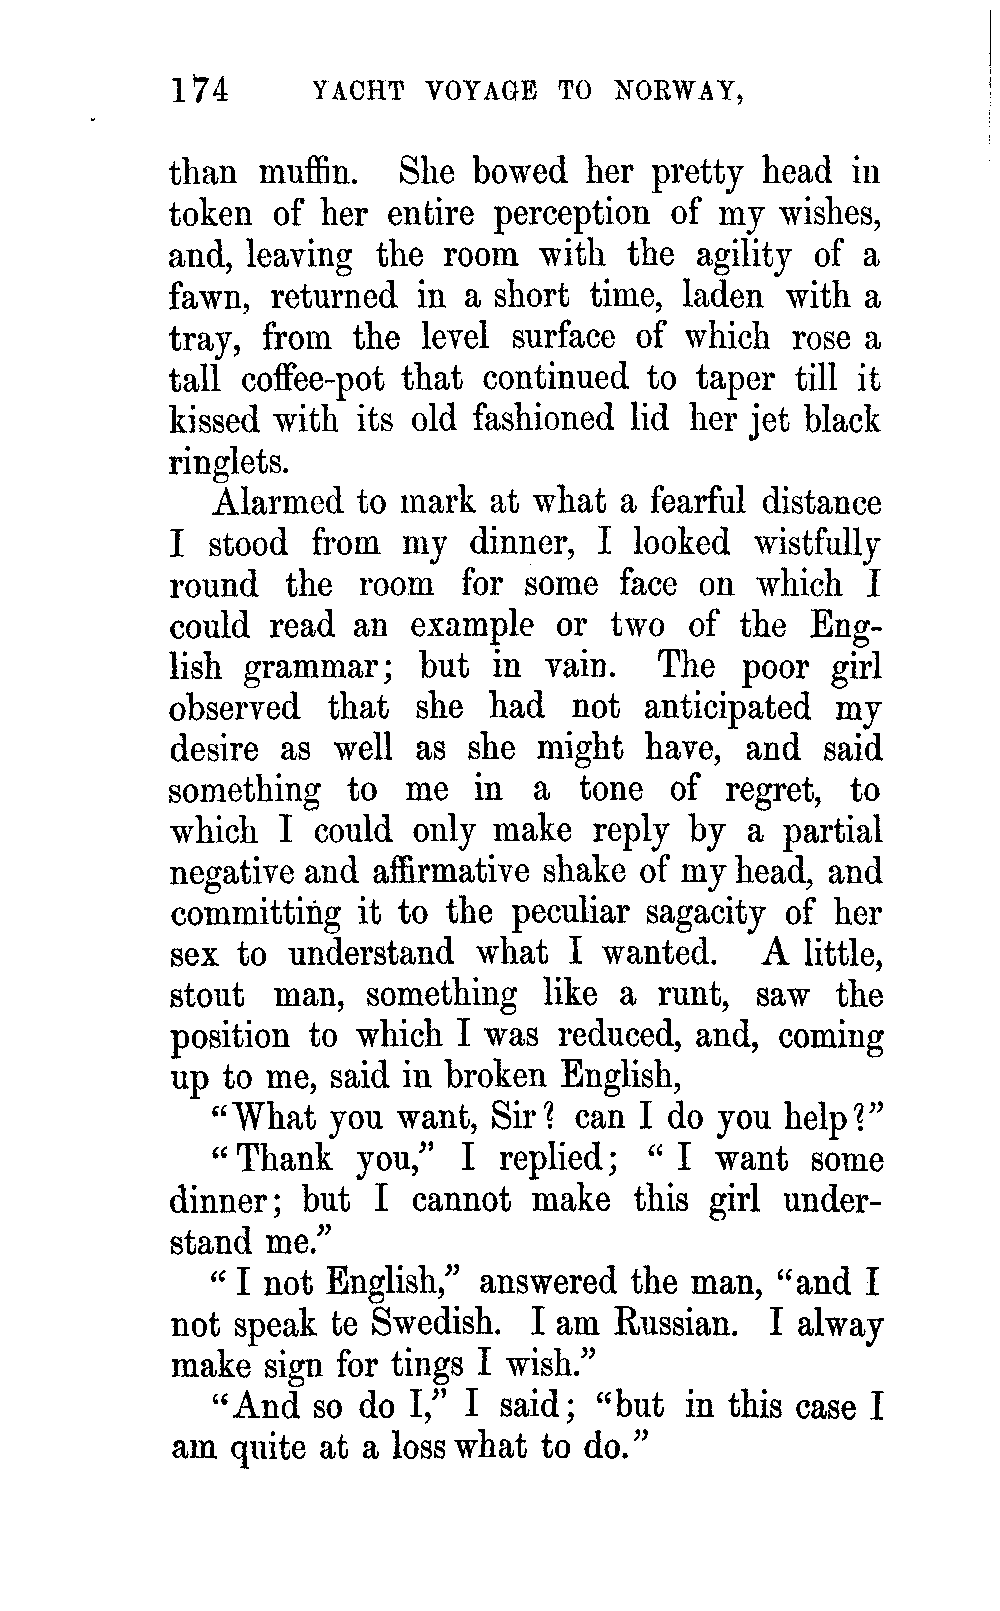 174 YACHT VOYAGE TO NORWAY,
than muffin. She bowed her pretty head in
token of her entire perception of my wishes,
and, leaving the room with the agility of a
fawn, returned in a short time, laden with a
tray, from the level surface of which rose a
tall coffee-pot that continued to taper till it
kissed with its old fashioned lid her jet black
ringlets.
Alarmed to mark at what a fearful distance
I stood from my dinner, I looked wistfully
round the room for some face on which I
could read an example or two of the Eng-
lish grammar; but in vain. The poor girl
observed that she had not anticipated my
desire as well as she might have, and said
something to me in a tone of regret, to
which I could only make reply by a partial
negative and affirmative shake of my head, and
committing it to the peculiar sagacity of her
sex to understand what I wanted. A little,
stout man, something like a runt, saw the
position to which I was reduced, and, coming
up to me, said in broken English,
“What you want, Sir? can I do you help?”
“Thank you,” I replied; “I want some
dinner; but I cannot make this girl under-
stand me.”
“I not English,” answered the man, “and I
not speak te Swedish. I am Russian. I alway
make sign for tings I wish.”
“And so do I,” I said; “but in this case I
am quite at a loss what to do.”